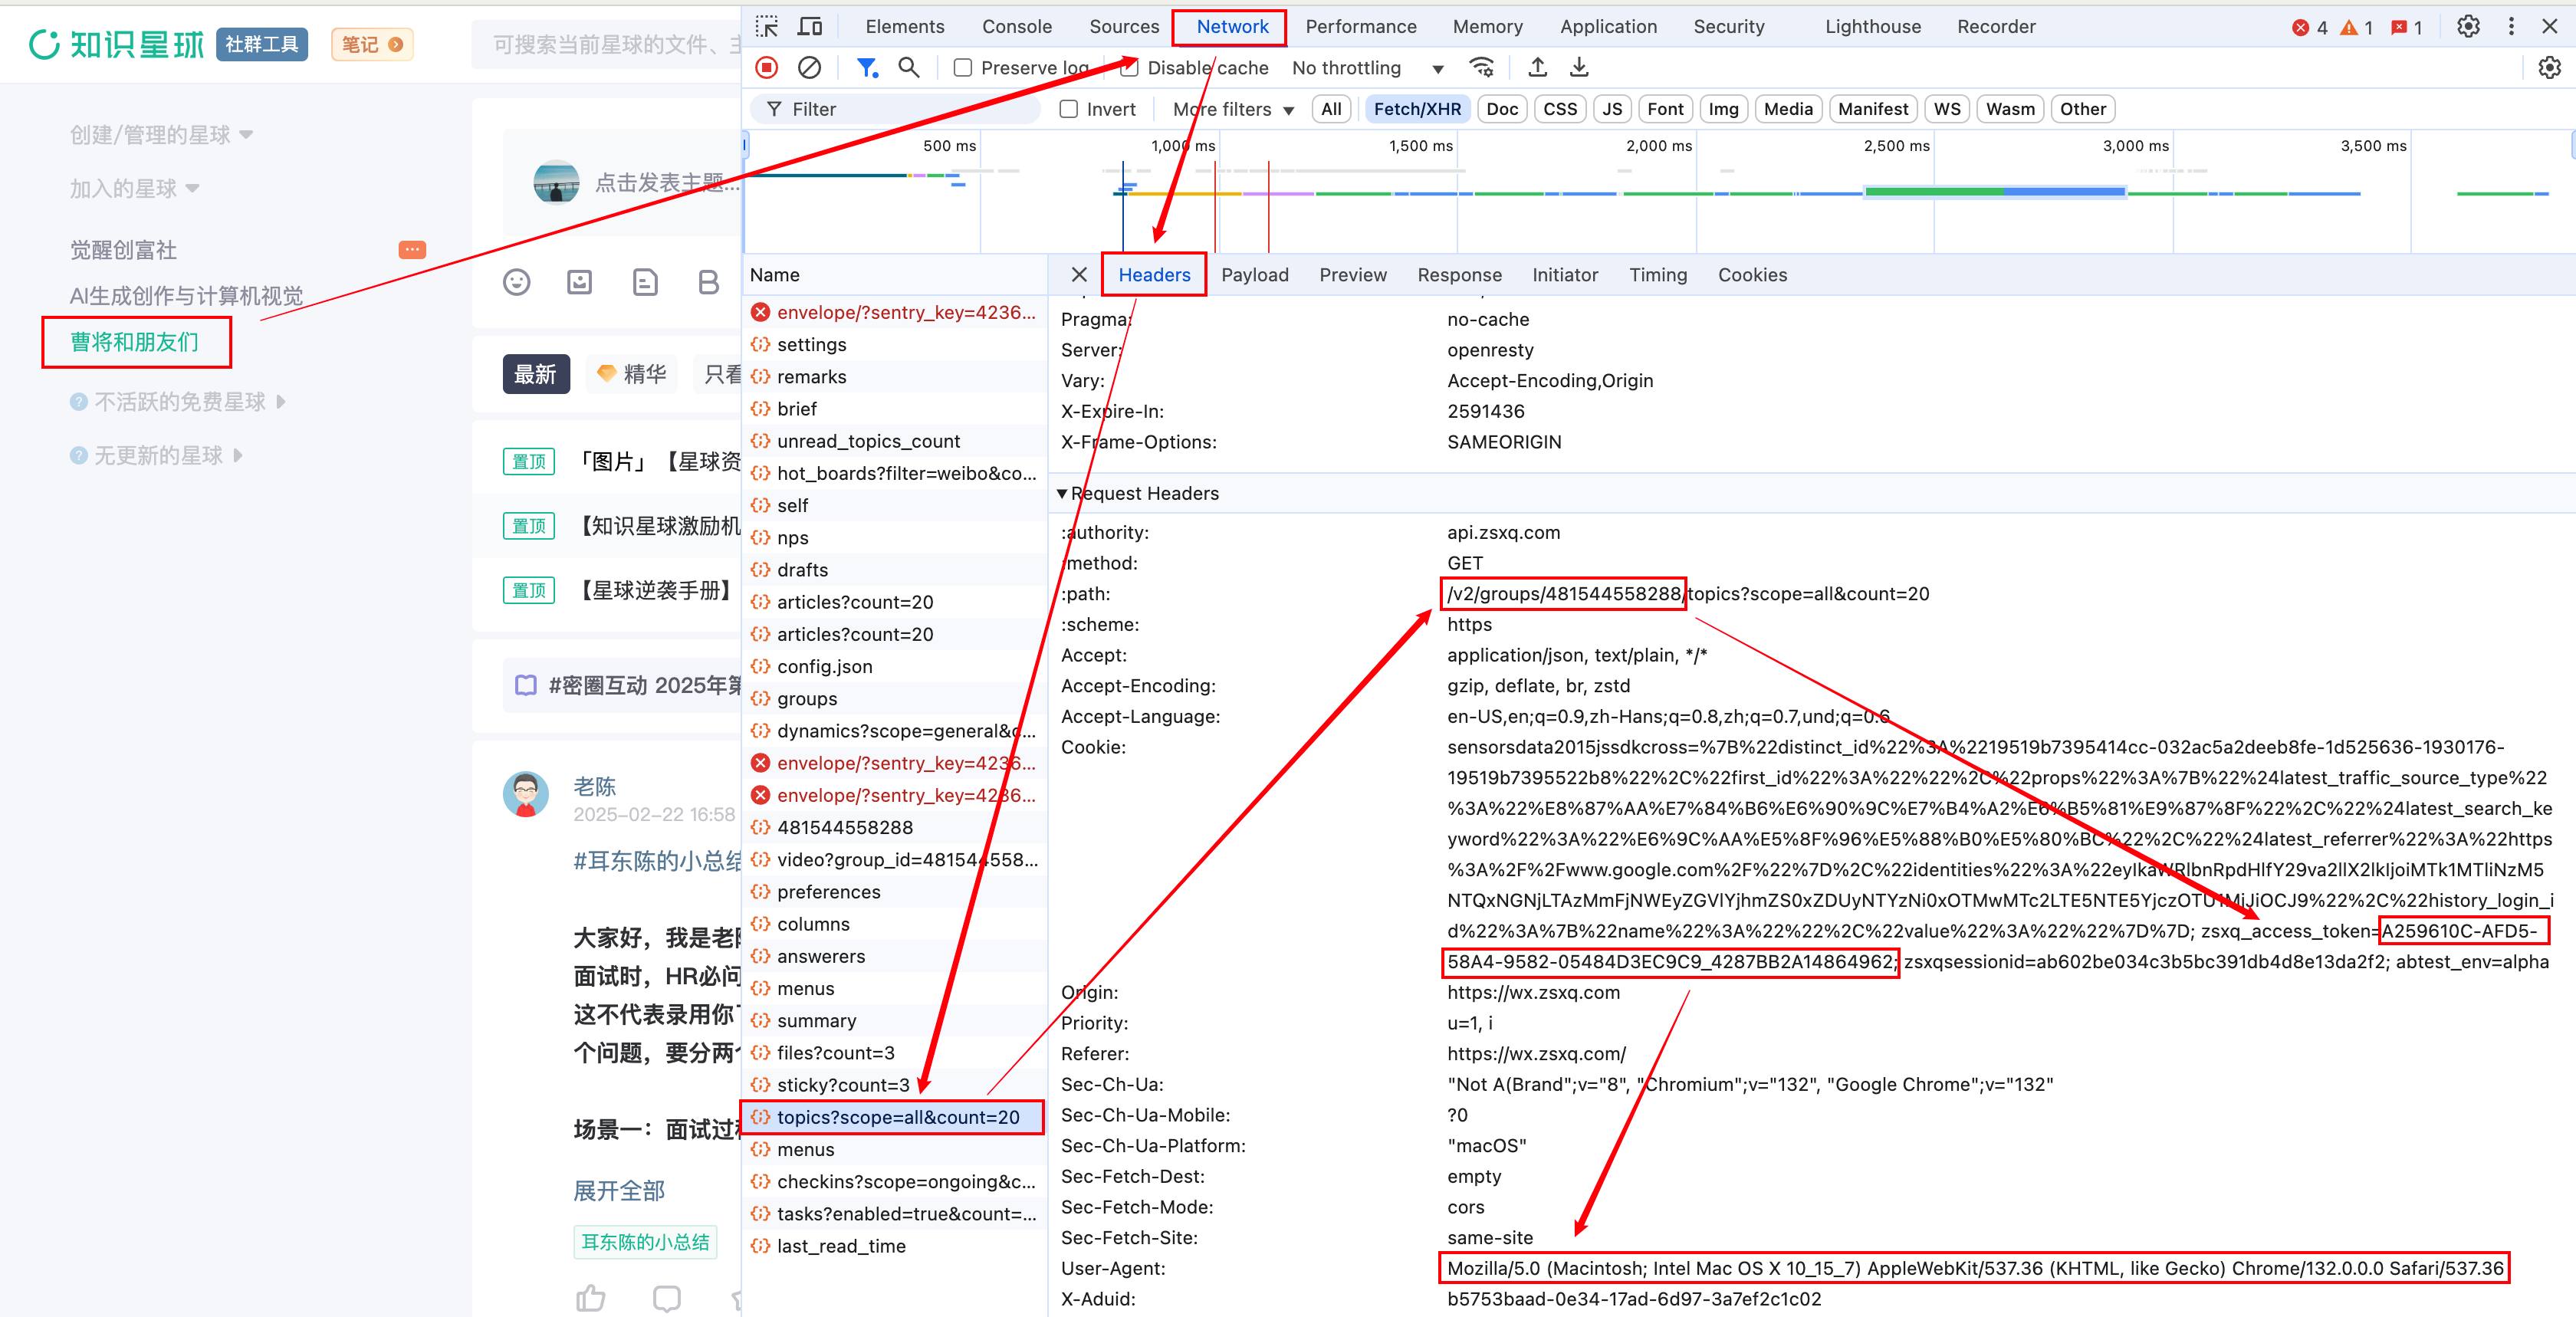 知识星球 社群工具 笔记
可搜索当前星球的文件、主
创建/管理的星球
加入的星球
觉醒创富社
AI生成创作与计算机视觉
曹将和朋友们
不活跃的免费星球
无更新的星球
点击发表主题...
最新 精华 只看
置顶 「图片」【星球资
置顶 【知识星球激励机
置顶 【星球逆袭手册】
#密圈互动 2025年第
老陈
2025-02-22 16:58
#耳东陈的小总结
大家好，我是老陈
面试时，HR必问
这不代表录用你
个问题，要分两个
场景一：面试过程
展开全部
耳东陈的小总结
Elements Console Sources Network Performance Memory Application Security Lighthouse Recorder 4 1 1
Preserve log Disable cache No throttling
Filter Invert More filters All Fetch/XHR Doc CSS JS Font Img Media Manifest WS Wasm Other
500 ms 1,000 ms 1,500 ms 2,000 ms 2,500 ms 3,000 ms 3,500 ms
Name
envelope/?sentry_key=4236...
settings
remarks
brief
unread_topics_count
hot_boards?filter=weibo&co...
self
nps
drafts
articles?count=20
articles?count=20
config.json
groups
dynamics?scope=general&c...
envelope/?sentry_key=4236...
envelope/?sentry_key=4236...
481544558288
video?group_id=481544558...
preferences
columns
answerers
menus
summary
files?count=3
sticky?count=3
topics?scope=all&count=20
menus
checkins?scope=ongoing&c...
tasks?enabled=true&count=...
last_read_time
Headers Payload Preview Response Initiator Timing Cookies
Pragma: no-cache
Server: openresty
Vary: Accept-Encoding,Origin
X-Expire-In: 2591436
X-Frame-Options: SAMEORIGIN
Request Headers
:authority: api.zsxq.com
:method: GET
:path: /v2/groups/481544558288/topics?scope=all&count=20
:scheme: https
Accept: application/json, text/plain, */*
Accept-Encoding: gzip, deflate, br, zstd
Accept-Language: en-US,en;q=0.9,zh-Hans;q=0.8,zh;q=0.7,und;q=0.6
Cookie: sensorsdata2015jssdkcross=%7B%22distinct_id%22%3A%2219519b7395414cc-032ac5a2deeb8fe-1d525636-1930176-
19519b7395522b8%22%2C%22first_id%22%3A%22%22%2C%22props%22%3A%7B%22%24latest_traffic_source_type%22
%3A%22%E8%87%AA%E7%84%B6%E6%90%9C%E7%B4%A2%E6%B5%81%E9%87%8F%22%2C%22%24latest_search_ke
yword%22%3A%22%E6%9C%AA%E5%8F%96%E5%88%B0%E5%80%BC%22%2C%22%24latest_referrer%22%3A%22https
%3A%2F%2Fwww.google.com%2F%22%7D%2C%22identities%22%3A%22eyIkaWRlbnRpdHlfY29va2llX2lkIjoiMTk1MTliNzM5
NTQxNGNjLTAzMmFjNWEyZGVlYjhmZS0xZDUyNTYzNi0xOTMwMTc2LTE5NTE5YjczOTU1MjJiOCJ9%22%2C%22history_login_i
d%22%3A%7B%22name%22%3A%22%22%2C%22value%22%3A%22%22%7D%7D; zsxq_access_token=A259610C-AFD5-
58A4-9582-05484D3EC9C9_4287BB2A14864962; zsxqsessionid=ab602be034c3b5bc391db4d8e13da2f2; abtest_env=alpha
Origin: https://wx.zsxq.com
Priority: u=1, i
Referer: https://wx.zsxq.com/
Sec-Ch-Ua: "Not A(Brand";v="8", "Chromium";v="132", "Google Chrome";v="132"
Sec-Ch-Ua-Mobile: ?0
Sec-Ch-Ua-Platform: "macOS"
Sec-Fetch-Dest: empty
Sec-Fetch-Mode: cors
Sec-Fetch-Site: same-site
User-Agent: Mozilla/5.0 (Macintosh; Intel Mac OS X 10_15_7) AppleWebKit/537.36 (KHTML, like Gecko) Chrome/132.0.0.0 Safari/537.36
X-Aduid: b5753baad-0e34-17ad-6d97-3a7ef2c1c02